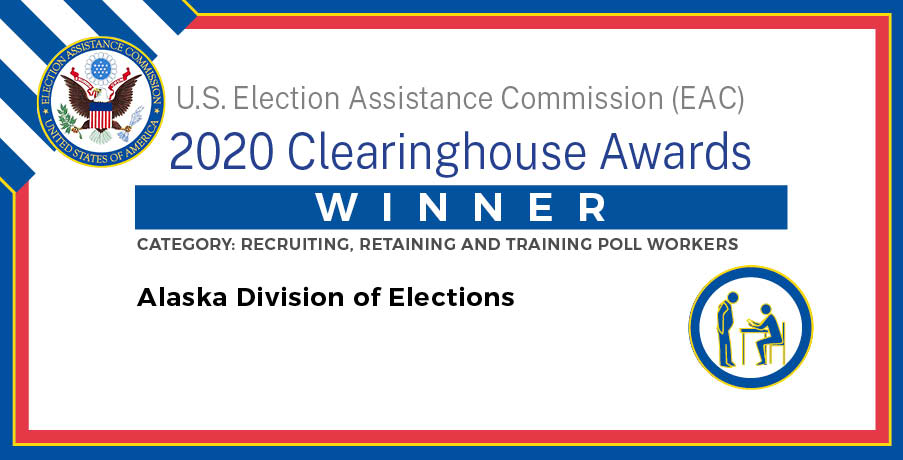 ELECTION ASSISTANCE COMMISSION
UNITED STATES OF AMERICA
U.S. Election Assistance Commission (EAC)
2020 Clearinghouse Awards
WINNER
CATEGORY: RECRUITING, RETAINING AND TRAINING POLL WORKERS
Alaska Division of Elections